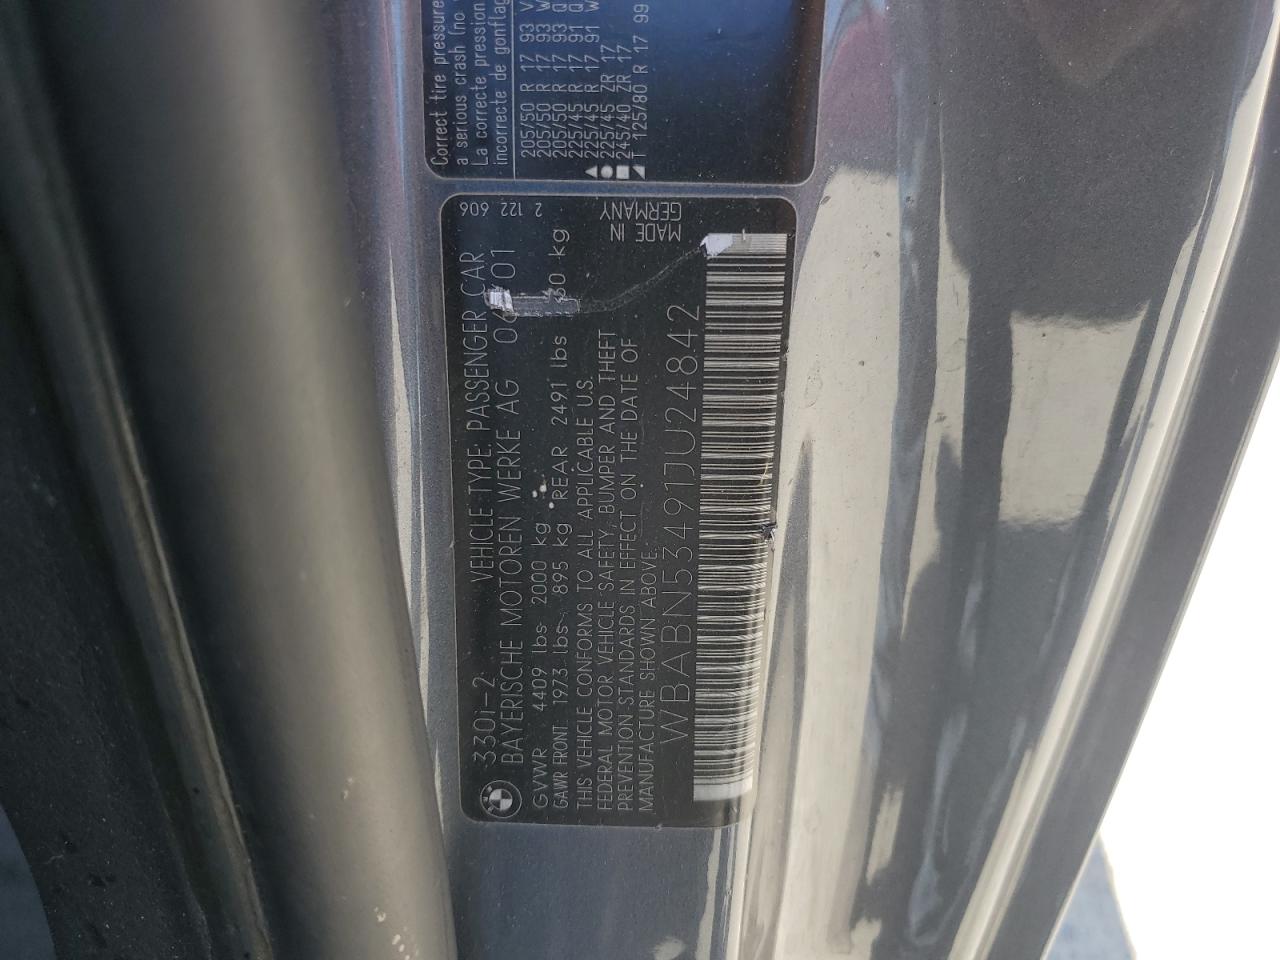 Correct tire pressure
a serious crash (no
La correcte pression
incorrecte de gonflag
205/50 R 17 93 V
205/50 R 17 93 W
205/50 R 17 93 Q
225/45 R 17 91 Q
225/45 R 17 91 W
225/45 ZR 17
245/40 ZR 17
T 125/80 R 17 99
330i-2 VEHICLE TYPE: PASSENGER CAR 2 122 606
BAYERISCHE MOTOREN WERKE AG 01
GVWR 4409 lbs 2000 kg
GAWR FRONT 1973 lbs 895 kg REAR 2491 lbs kg
THIS VEHICLE CONFORMS TO ALL APPLICABLE U.S.
FEDERAL MOTOR VEHICLE SAFETY, BUMPER AND THEFT
PREVENTION STANDARDS IN EFFECT ON THE DATE OF
MANUFACTURE SHOWN ABOVE.
MADE IN
GERMANY
WBABN53491JU24842